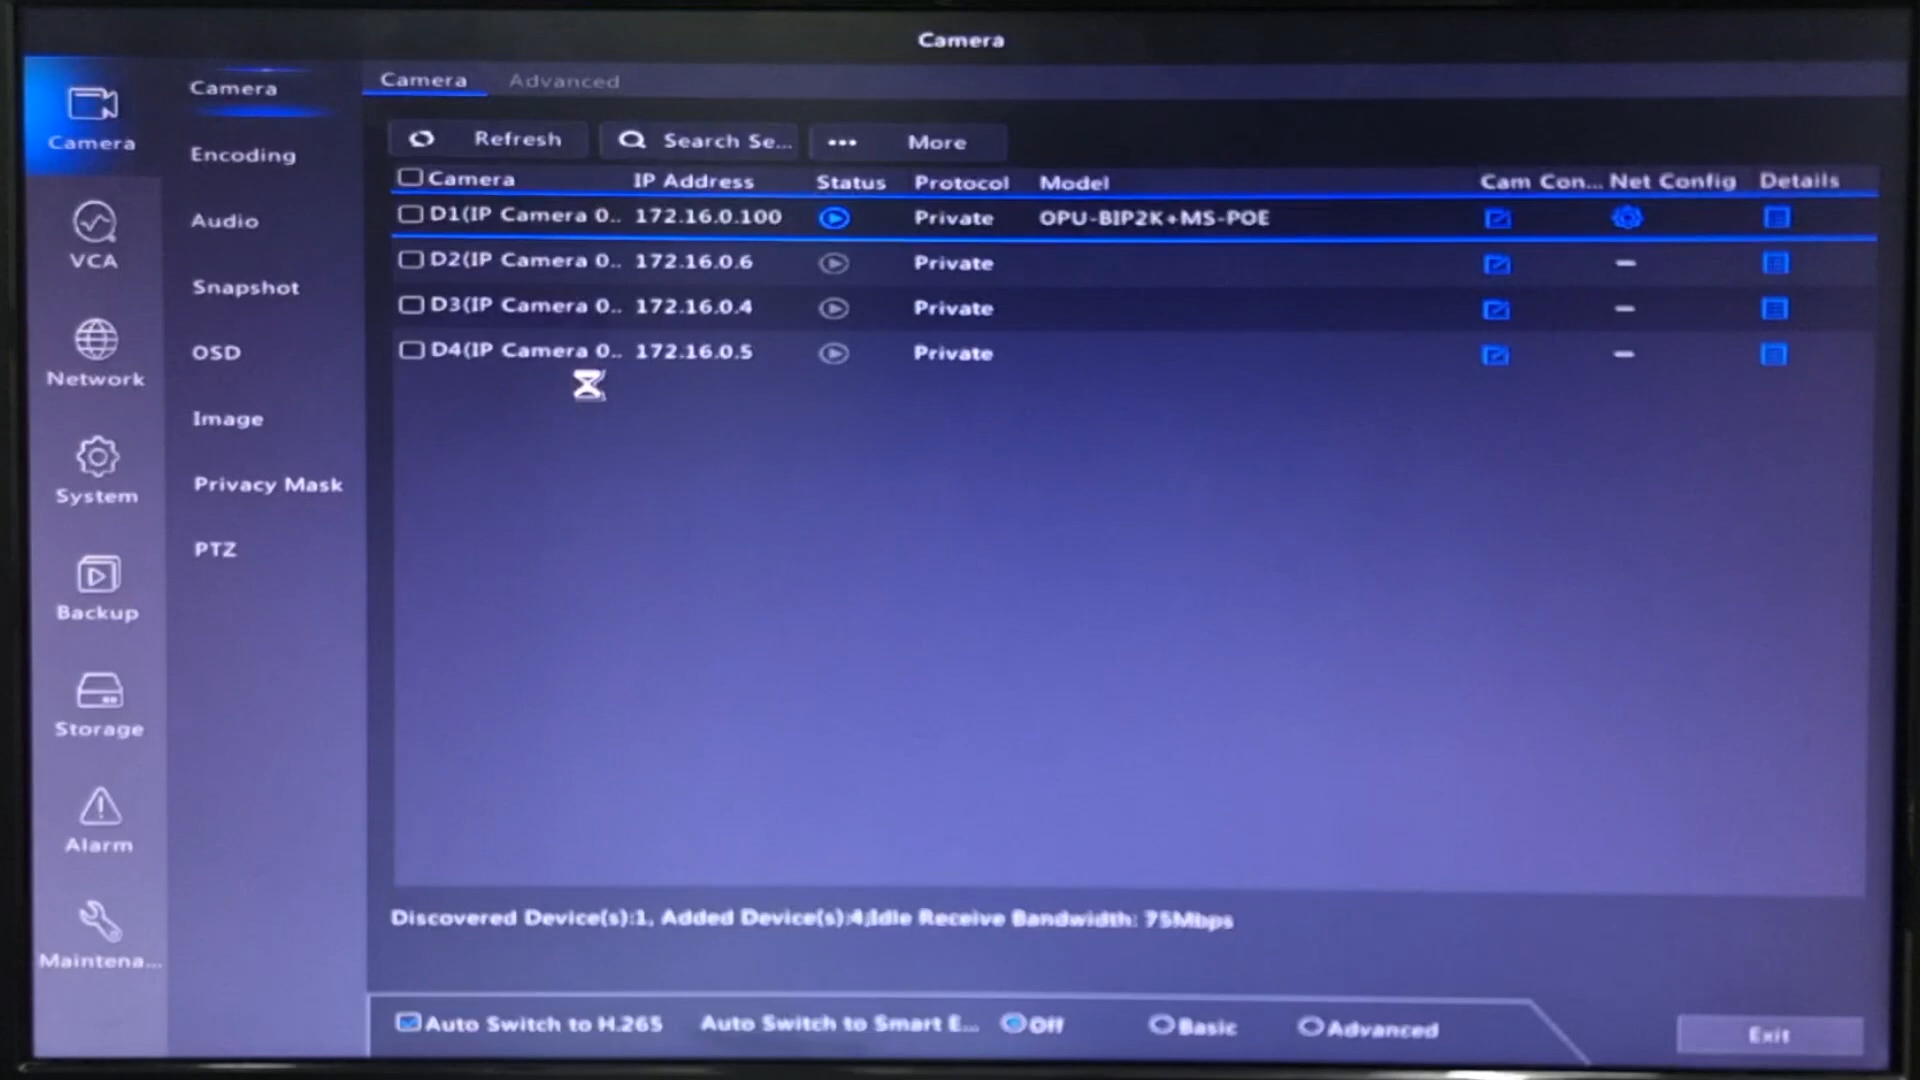 Camera
Camera
VCA
Network
System
Backup
Storage
Alarm
Maintena...
Camera
Encoding
Audio
Snapshot
OSD
Image
Privacy Mask
PTZ
Camera Advanced
Refresh Search Se... ... More
Camera IP Address Status Protocol Model Cam Con... Net Config Details
D1(IP Camera 0.. 172.16.0.100 Private OPU-BIP2K+MS-POE
D2(IP Camera 0.. 172.16.0.6 Private
D3(IP Camera 0.. 172.16.0.4 Private
D4(IP Camera 0.. 172.16.0.5 Private
Discovered Device(s):1, Added Device(s):4,Idle Receive Bandwidth: 75Mbps
Auto Switch to H.265 Auto Switch to Smart E... Off Basic Advanced
Exit